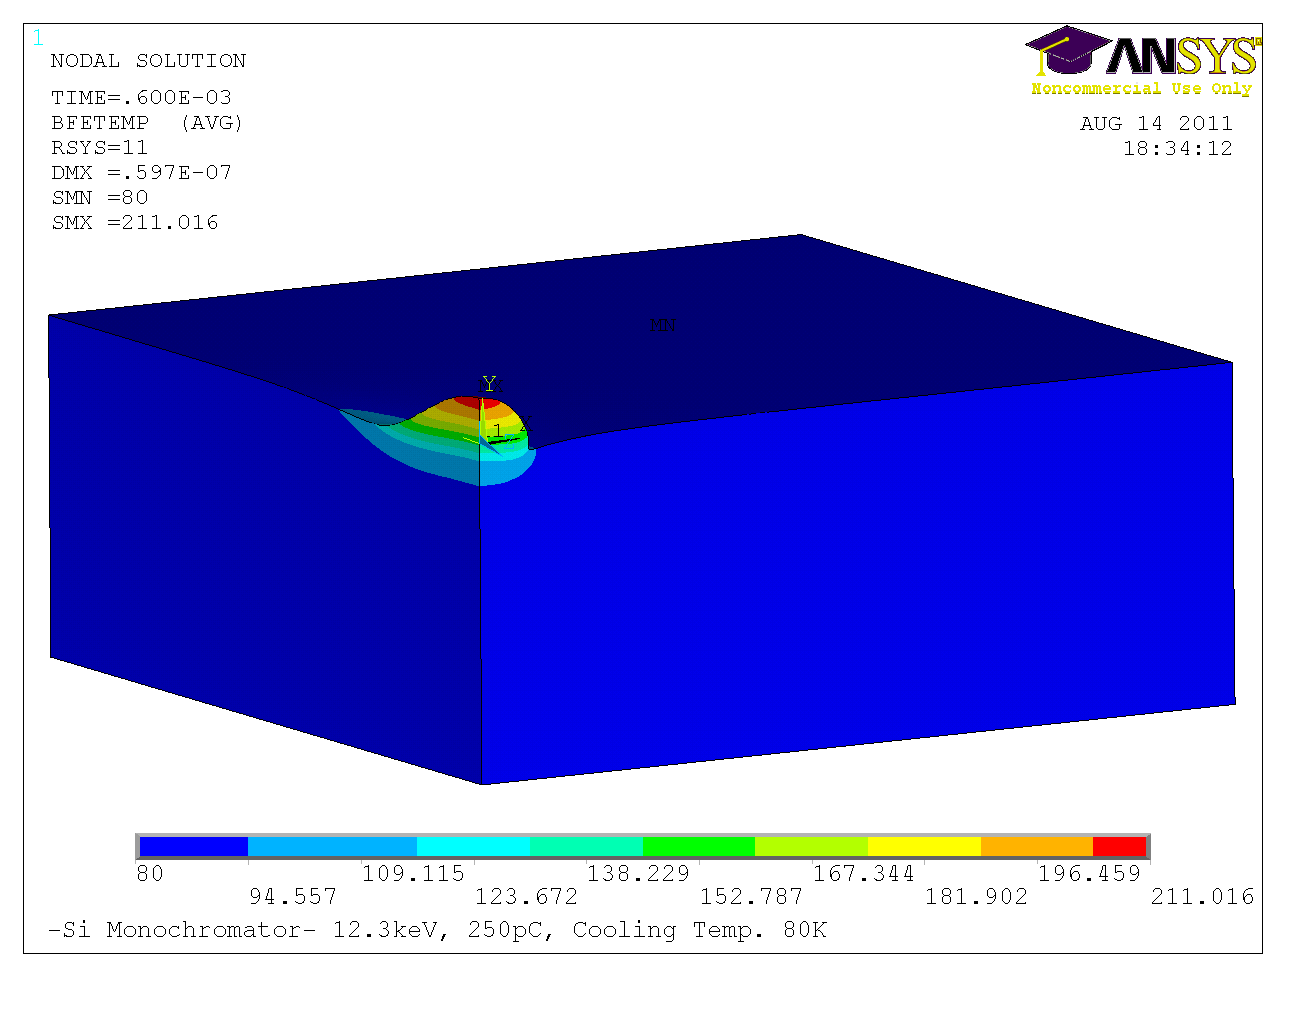 1
NODAL SOLUTION
TIME=.600E-03
BFETEMP (AVG)
RSYS=11
DMX =.597E-07
SMN =80
SMX =211.016
ANSYS
Noncommercial Use Only
AUG 14 2011
18:34:12
MN
Y
1
80
94.557
109.115
123.672
138.229
152.787
167.344
181.902
196.459
211.016
-Si Monochromator- 12.3keV, 250pC, Cooling Temp. 80K